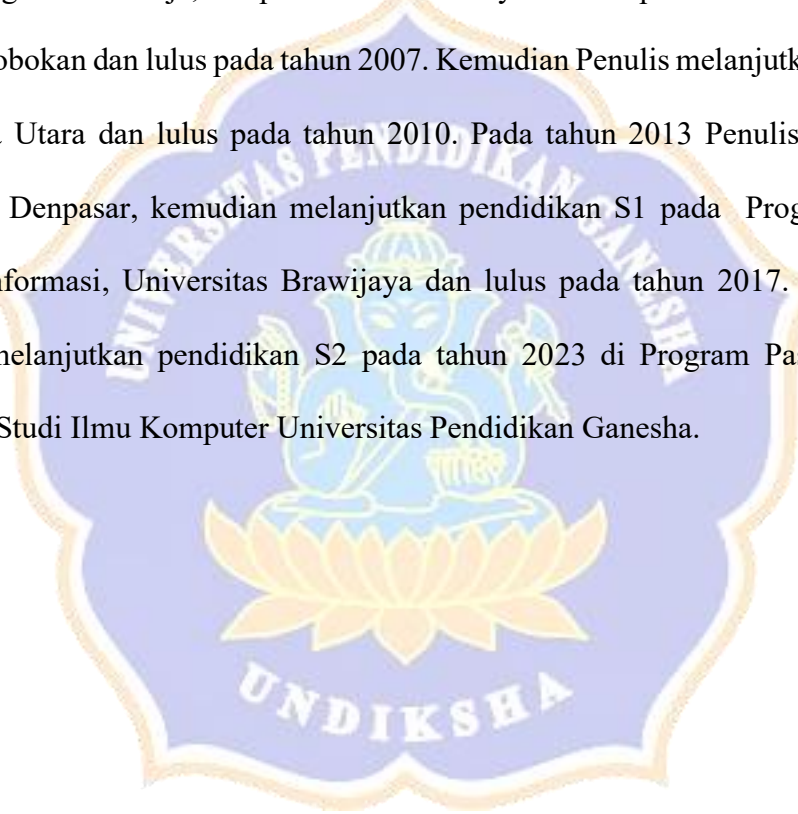 obokan dan lulus pada tahun 2007. Kemudian Penulis melanjutk
Utara dan lulus pada tahun 2010. Pada tahun 2013 Penulis
Denpasar, kemudian melanjutkan pendidikan S1 pada Prog
nformasi, Universitas Brawijaya dan lulus pada tahun 2017.
melanjutkan pendidikan S2 pada tahun 2023 di Program Pa
Studi Ilmu Komputer Universitas Pendidikan Ganesha.
UNIVERSITAS PENDIDIKAN GANESHA
UNDIKSHA